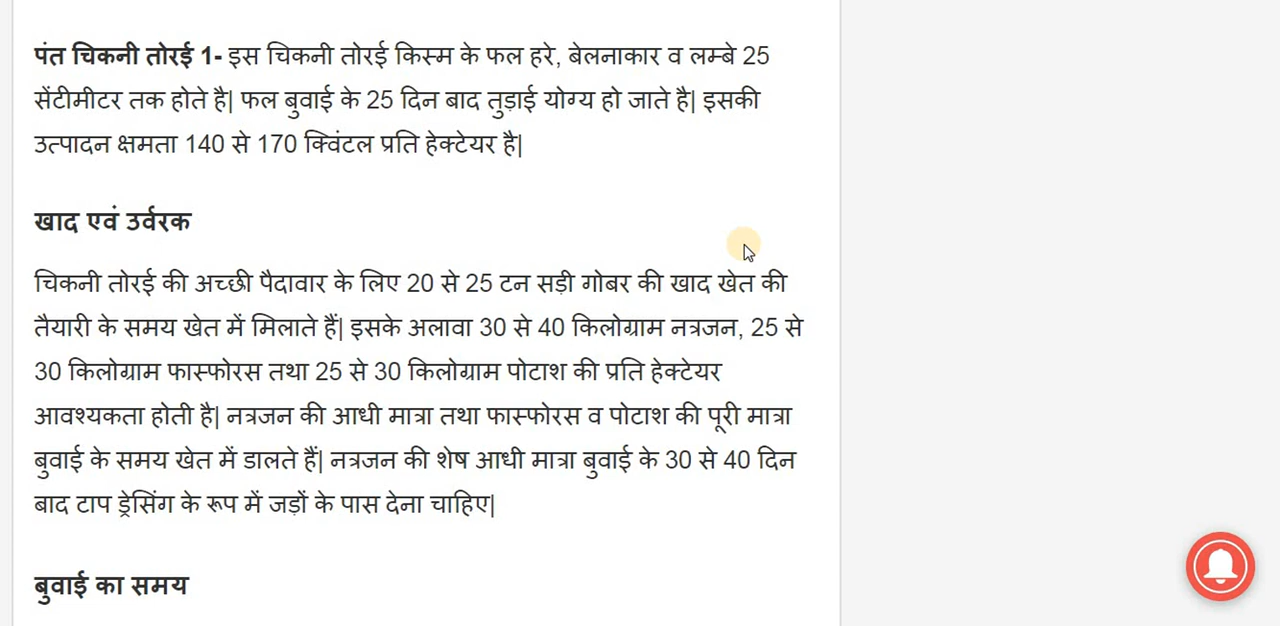 पंत चिकनी तोरई 1- इस चिकनी तोरई किस्म के फल हरे, बेलनाकार व लम्बे 25
सेंटीमीटर तक होते है| फल बुवाई के 25 दिन बाद तुड़ाई योग्य हो जाते है| इसकी
उत्पादन क्षमता 140 से 170 क्विंटल प्रति हेक्टेयर है|
खाद एवं उर्वरक
चिकनी तोरई की अच्छी पैदावार के लिए 20 से 25 टन सड़ी गोबर की खाद खेत की
तैयारी के समय खेत में मिलाते हैं| इसके अलावा 30 से 40 किलोग्राम नत्रजन, 25 से
30 किलोग्राम फास्फोरस तथा 25 से 30 किलोग्राम पोटाश की प्रति हेक्टेयर
आवश्यकता होती है| नत्रजन की आधी मात्रा तथा फास्फोरस व पोटाश की पूरी मात्रा
बुवाई के समय खेत में डालते हैं| नत्रजन की शेष आधी मात्रा बुवाई के 30 से 40 दिन
बाद टाप ड्रेसिंग के रूप में जड़ों के पास देना चाहिए|
बुवाई का समय